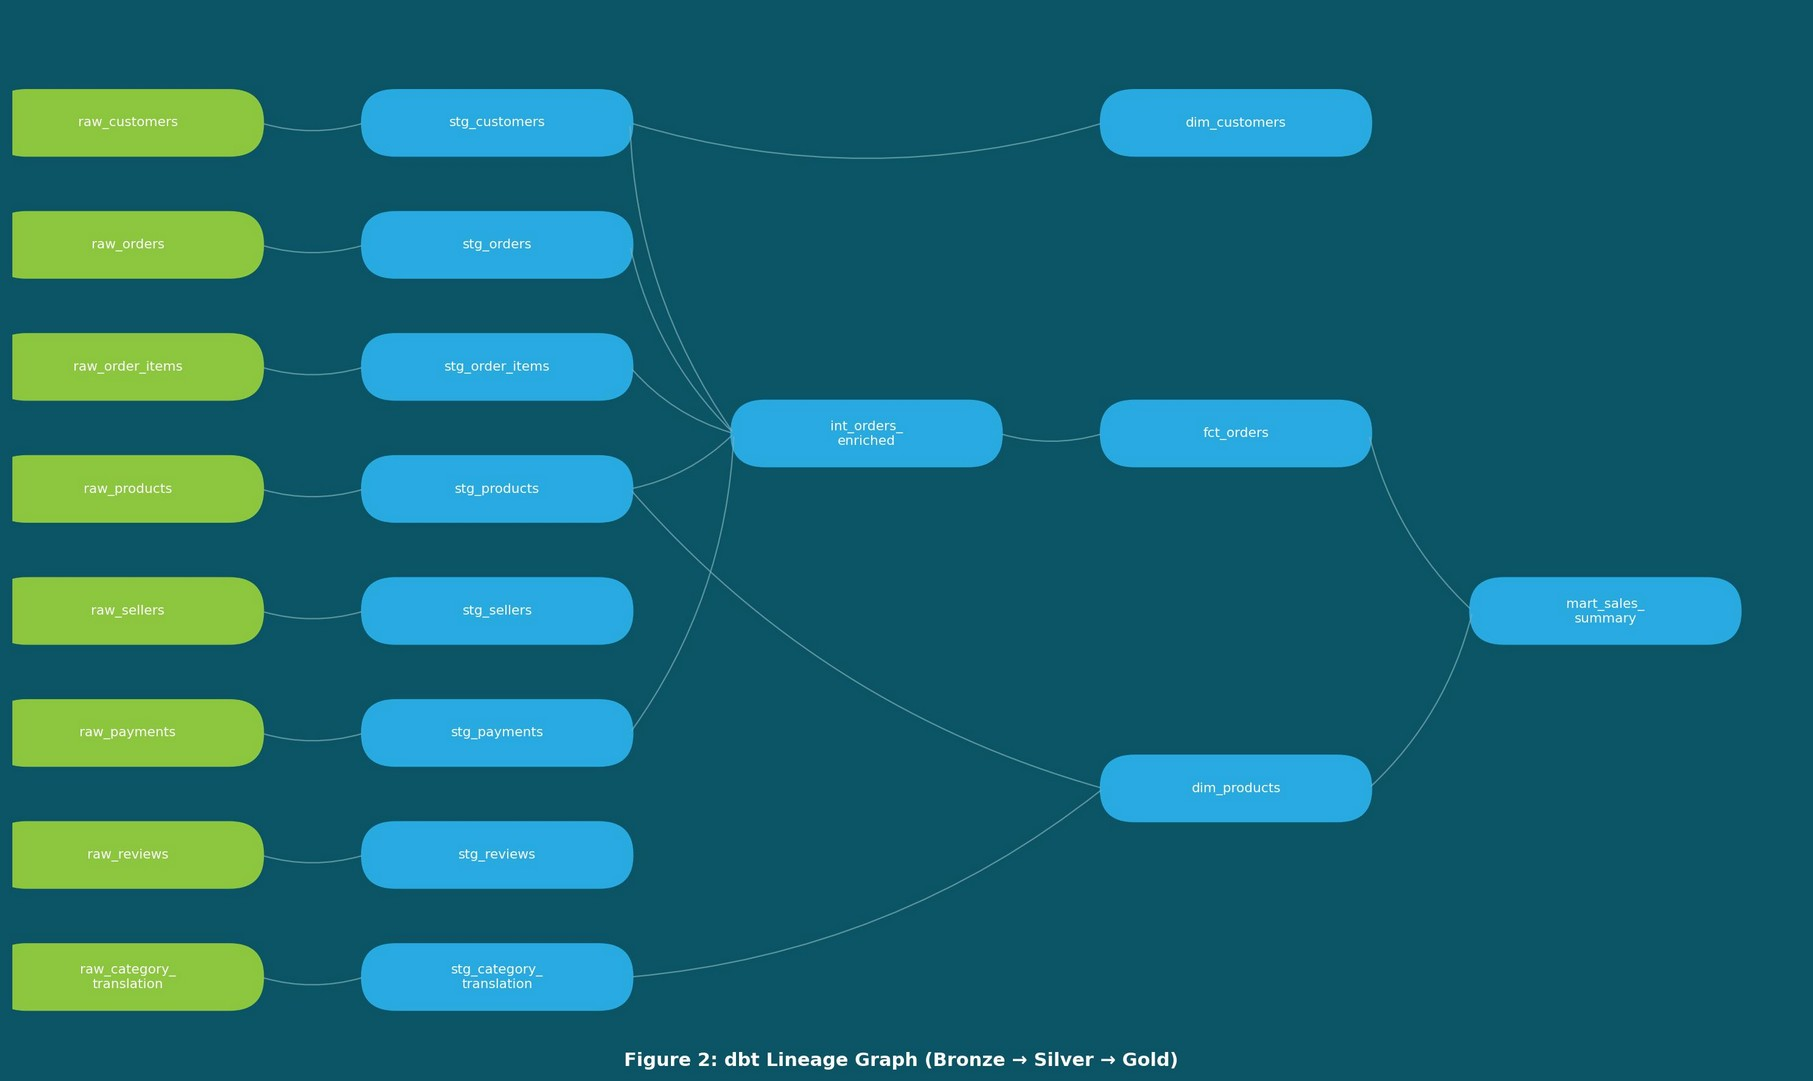 raw_customers
stg_customers
dim_customers
raw_orders
stg_orders
raw_order_items
stg_order_items
int_orders_
enriched
fct_orders
raw_products
stg_products
raw_sellers
stg_sellers
mart_sales_
summary
raw_payments
stg_payments
dim_products
raw_reviews
stg_reviews
raw_category_
translation
stg_category_
translation
Figure 2: dbt Lineage Graph (Bronze → Silver → Gold)